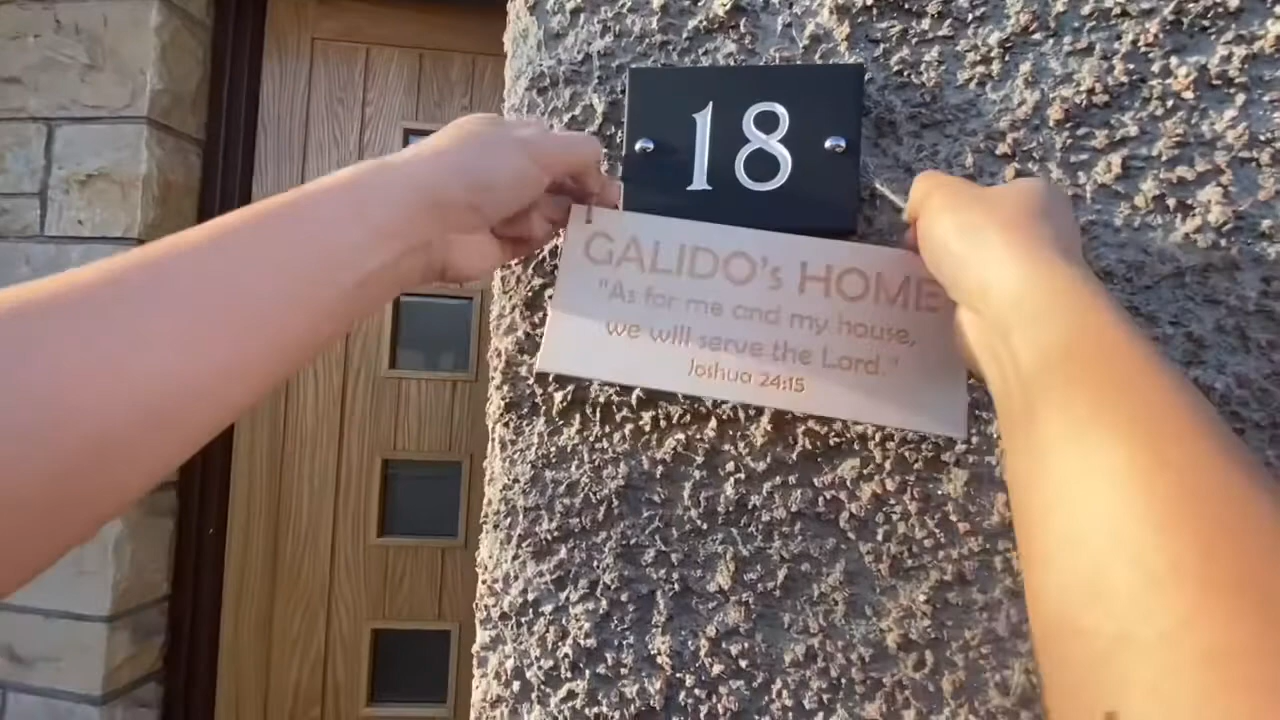 18
GALIDO's HOME
"As for me and my house,
we will serve the Lord."
Joshua 24:15